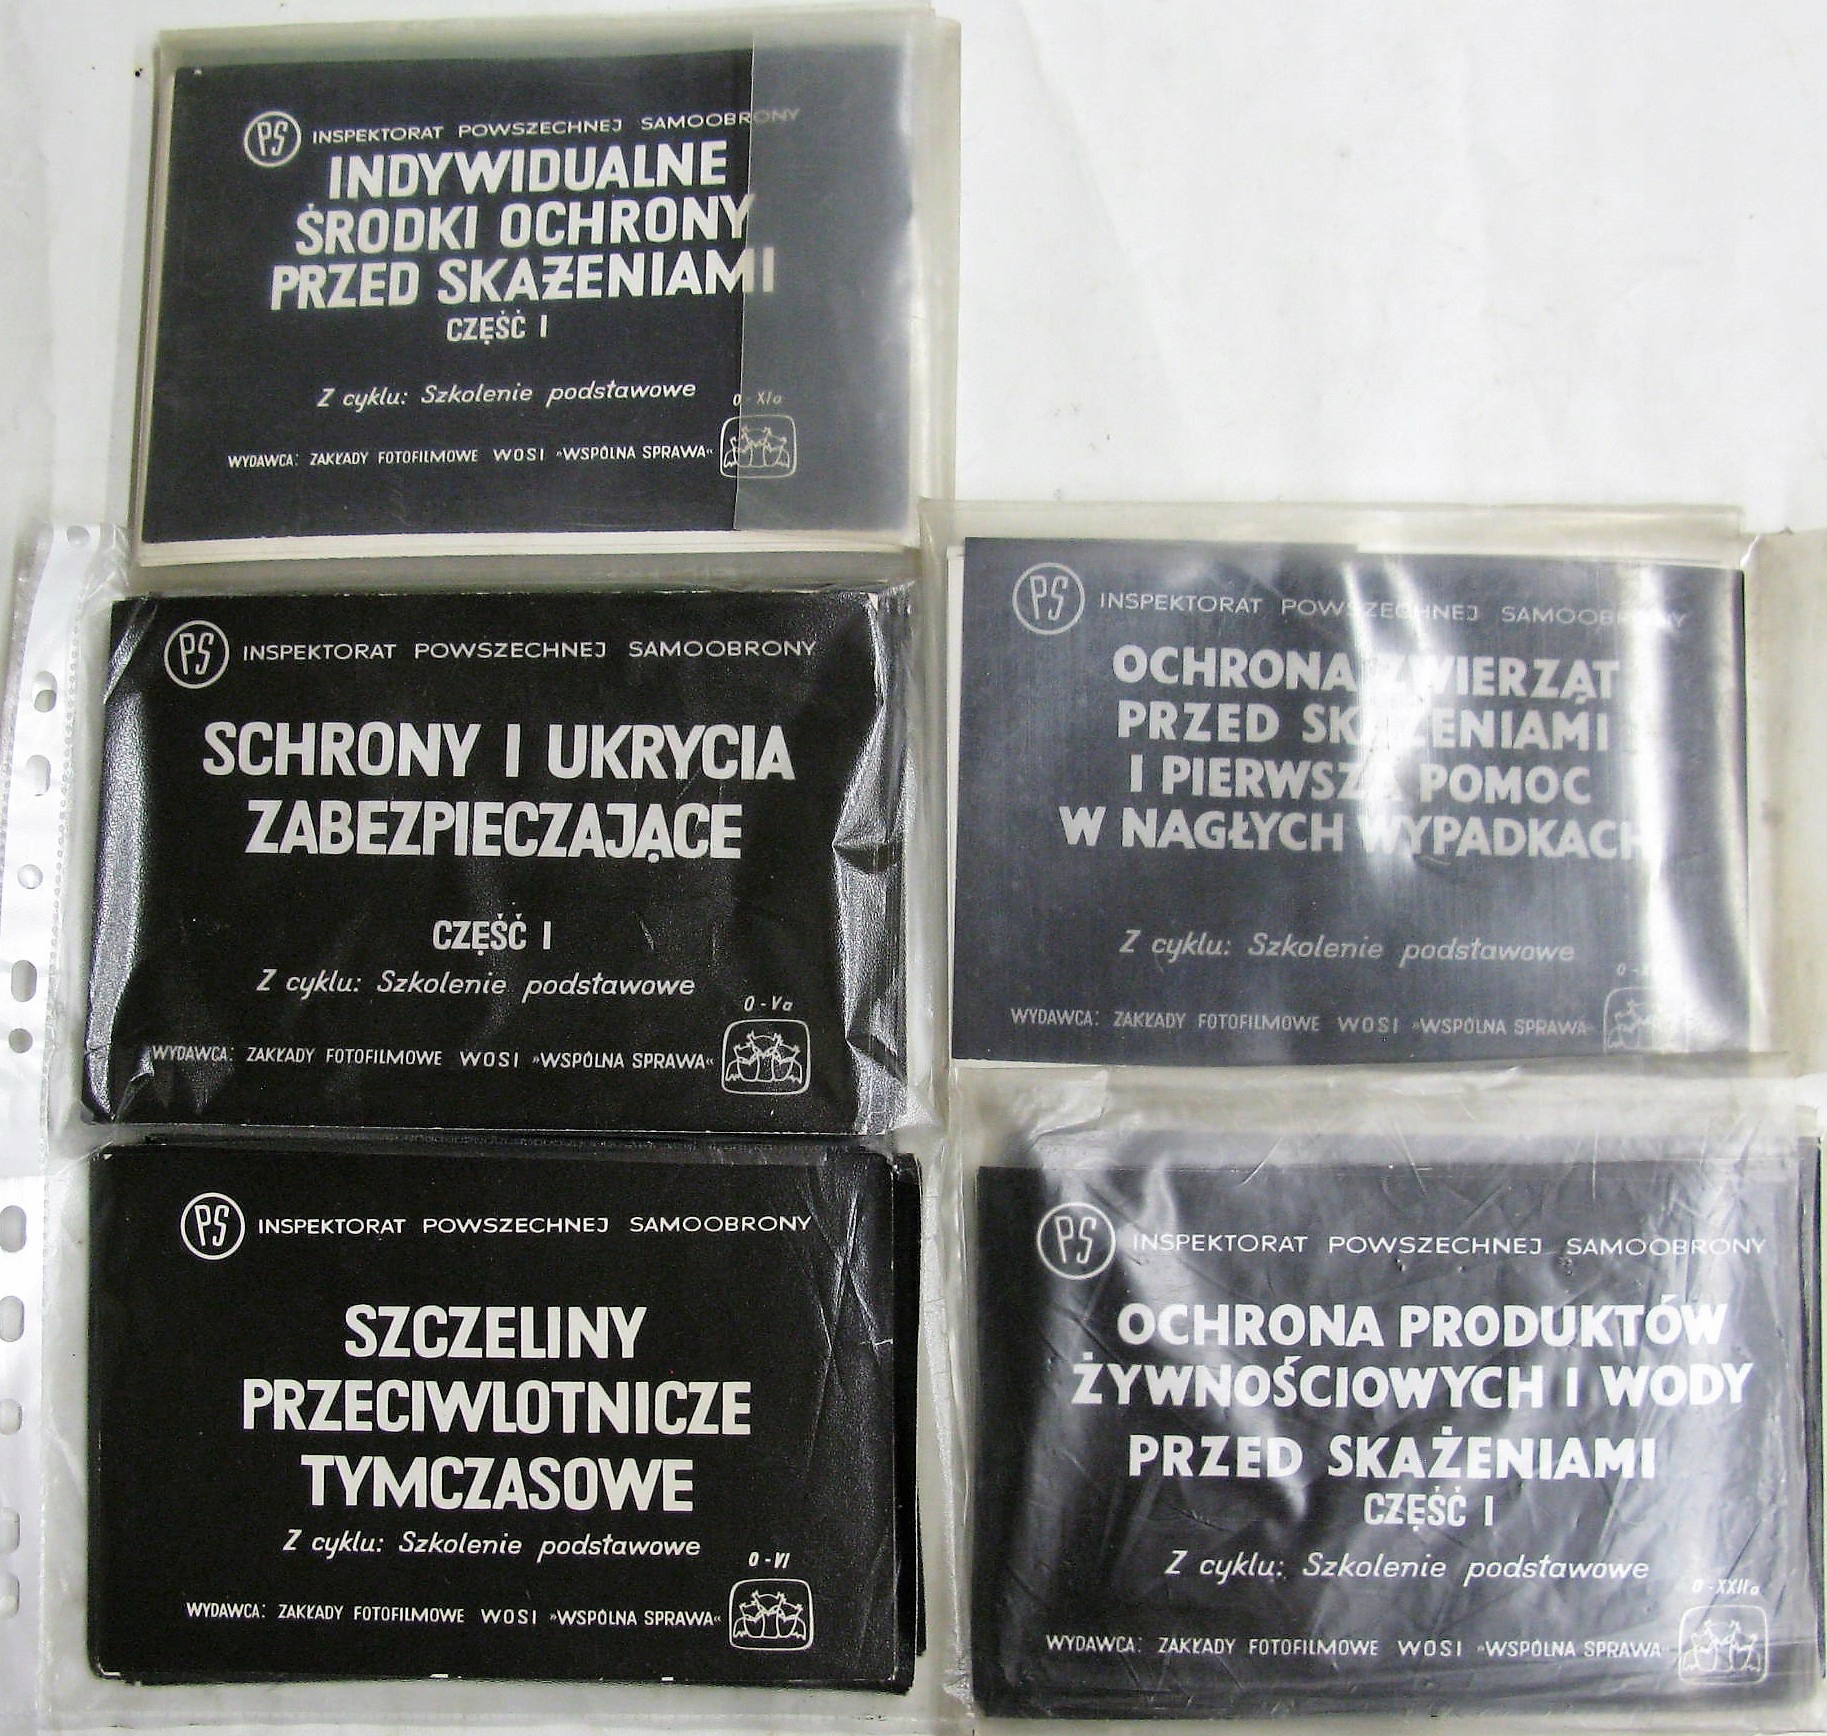 PS INSPEKTORAT POWSZECHNEJ SAMOOBRONY
INDYWIDUALNE
ŚRODKI OCHRONY
PRZED SKAŻENIAMI
CZĘŚĆ I
Z cyklu: Szkolenie podstawowe
O-XIa
WYDAWCA: ZAKŁADY FOTOFILMOWE WOSI »WSPÓLNA SPRAWA«
PS INSPEKTORAT POWSZECHNEJ SAMOOBRONY
SCHRONY I UKRYCIA
ZABEZPIECZAJĄCE
CZĘŚĆ I
Z cyklu: Szkolenie podstawowe
O-Va
WYDAWCA: ZAKŁADY FOTOFILMOWE WOSI »WSPÓLNA SPRAWA«
PS INSPEKTORAT POWSZECHNEJ SAMOOBRONY
SZCZELINY
PRZECIWLOTNICZE
TYMCZASOWE
Z cyklu: Szkolenie podstawowe
O-VI
WYDAWCA: ZAKŁADY FOTOFILMOWE WOSI »WSPÓLNA SPRAWA«
PS INSPEKTORAT POWSZECHNEJ SAMOOBRONY
OCHRONA ZWIERZĄT
PRZED SKAŻENIAMI
I PIERWSZA POMOC
W NAGŁYCH WYPADKACH
Z cyklu: Szkolenie podstawowe
WYDAWCA: ZAKŁADY FOTOFILMOWE WOSI »WSPÓLNA SPRAWA«
PS INSPEKTORAT POWSZECHNEJ SAMOOBRONY
OCHRONA PRODUKTÓW
ŻYWNOŚCIOWYCH I WODY
PRZED SKAŻENIAMI
CZĘŚĆ I
Z cyklu: Szkolenie podstawowe
O-XXIIa
WYDAWCA: ZAKŁADY FOTOFILMOWE WOSI »WSPÓLNA SPRAWA«